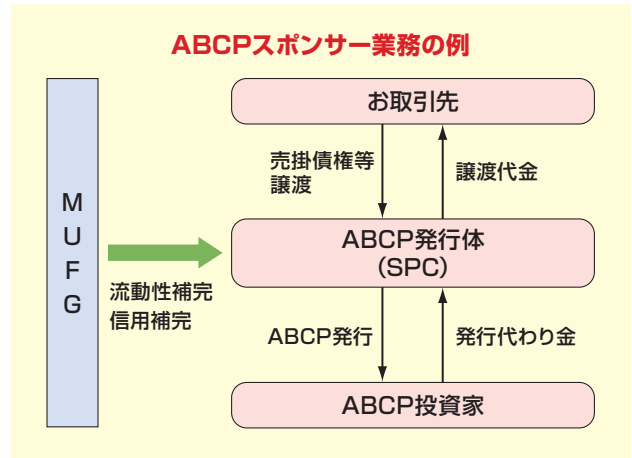 ABCPスポンサー業務の例
お取引先
売掛債権等
譲渡
譲渡代金
MUFG
ABCP発行体
(SPC)
流動性補完
信用補完
ABCP発行
発行代わり金
ABCP投資家